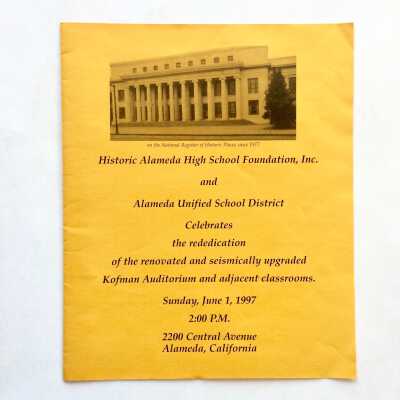 on the National Register of Historic Places since 1977
Historic Alameda High School Foundation, Inc.
and
Alameda Unified School District
Celebrates
the rededication
of the renovated and seismically upgraded
Kofman Auditorium and adjacent classrooms.
Sunday, June 1, 1997
2:00 P.M.
2200 Central Avenue
Alameda, California